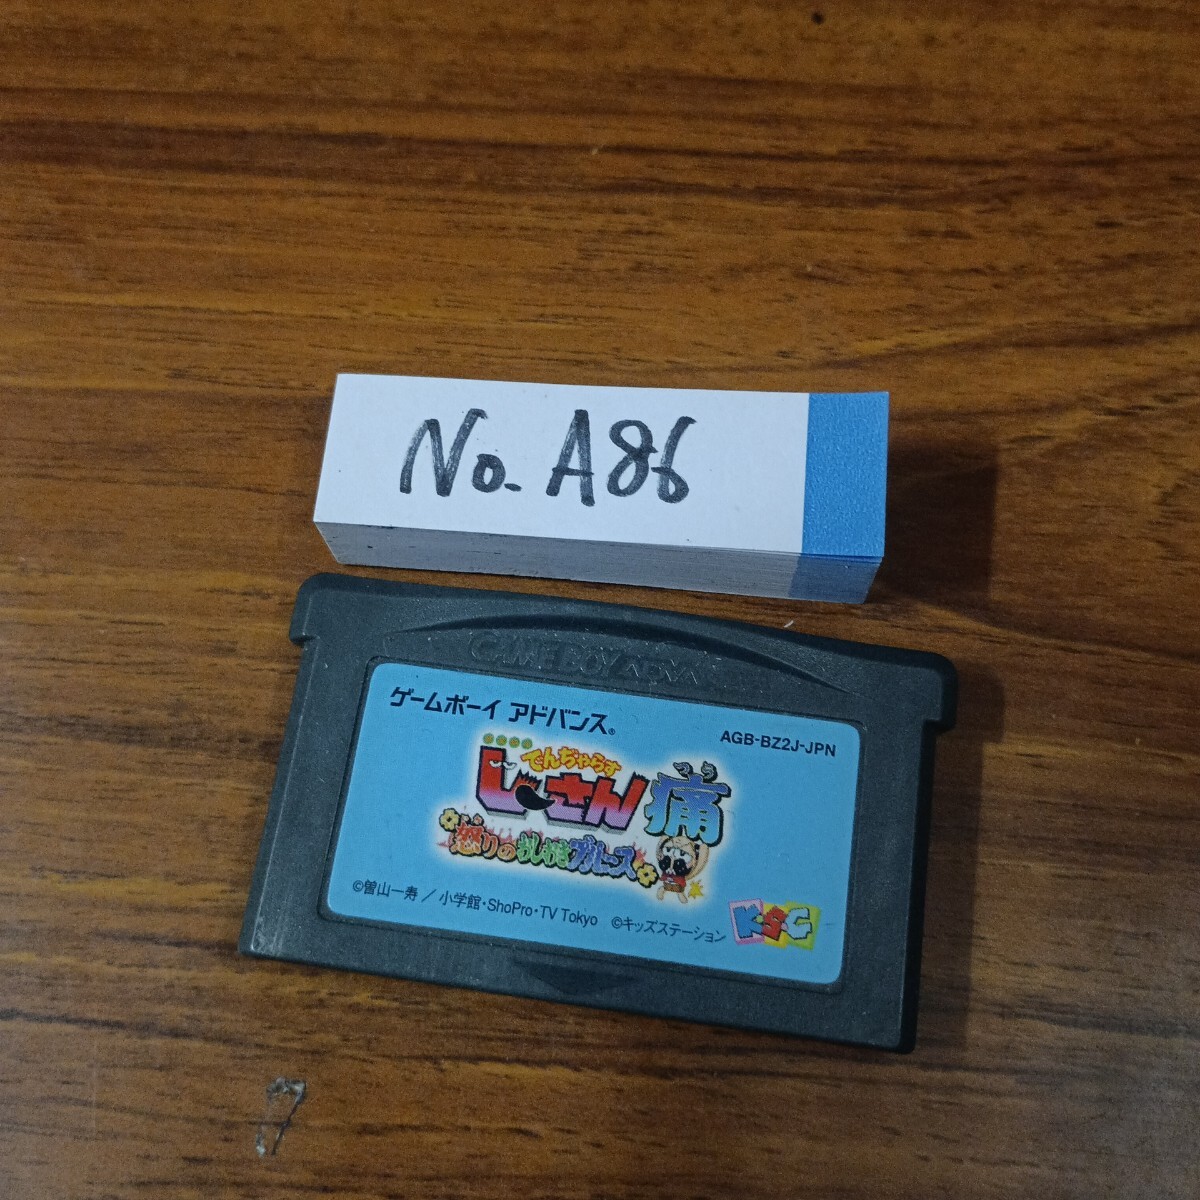 No. A86
GAME BOY ADVANCE
ゲームボーイ アドバンス®
AGB-BZ2J-JPN
でんぢゃらす
じーさん 痛
つう
怒りのおしおきブルース
©曽山一寿 / 小学館・ShoPro・TV Tokyo ©キッズステーション
K・S・C